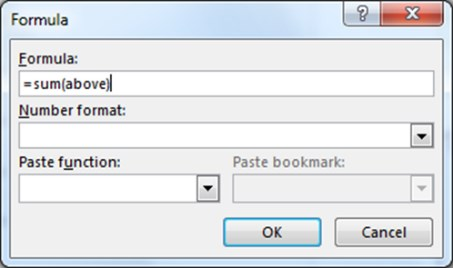 Formula
?
Formula:
=sum(above)
Number format:
Paste function:
Paste bookmark:
OK
Cancel